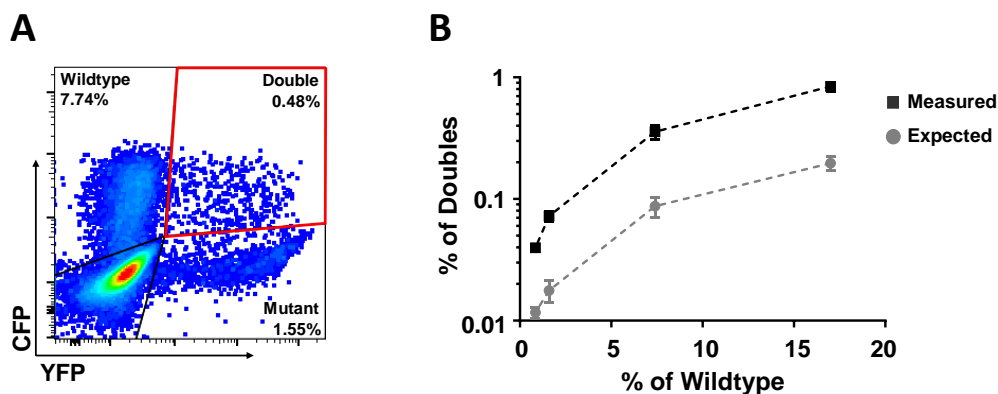 A
Wildtype
7.74%
Double
0.48%
Mutant
1.55%
CFP
YFP
B
% of Doubles
1
0.1
0.01
0 5 10 15 20
% of Wildtype
Measured
Expected